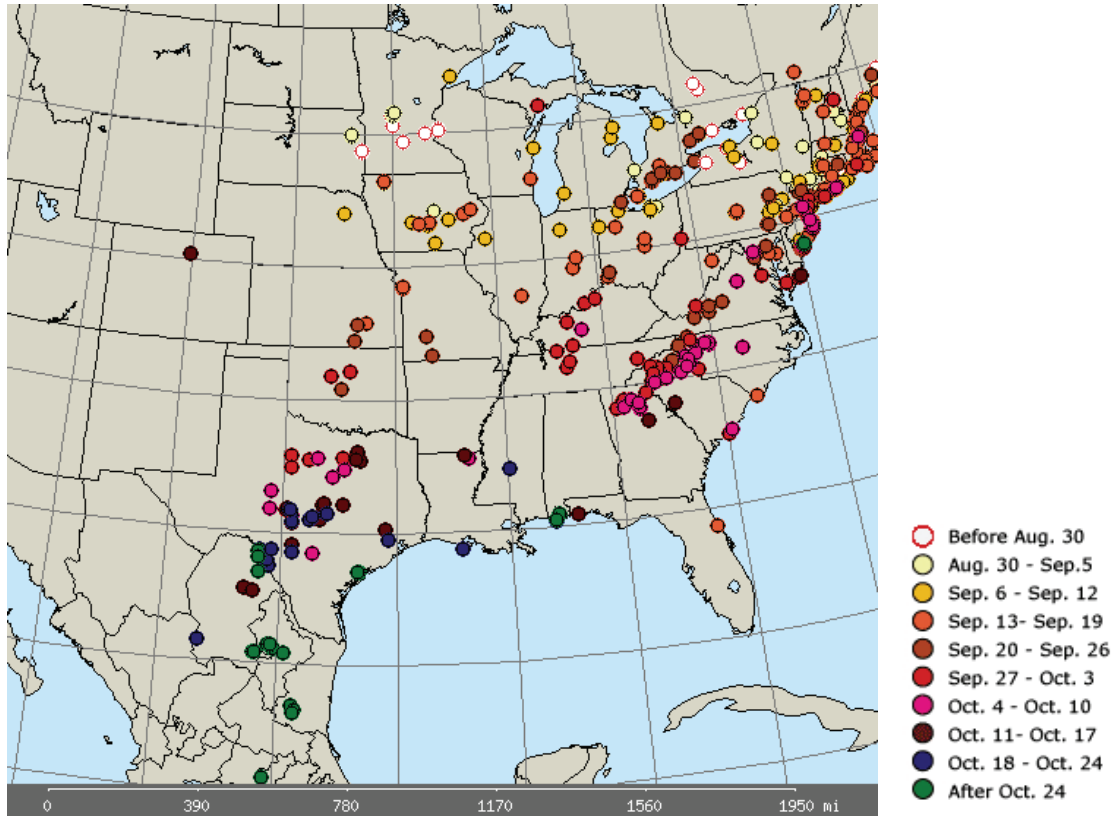 Before Aug. 30
Aug. 30 - Sep.5
Sep. 6 - Sep. 12
Sep. 13- Sep. 19
Sep. 20 - Sep. 26
Sep. 27 - Oct. 3
Oct. 4 - Oct. 10
Oct. 11- Oct. 17
Oct. 18 - Oct. 24
After Oct. 24
0 390 780 1170 1560 1950 mi